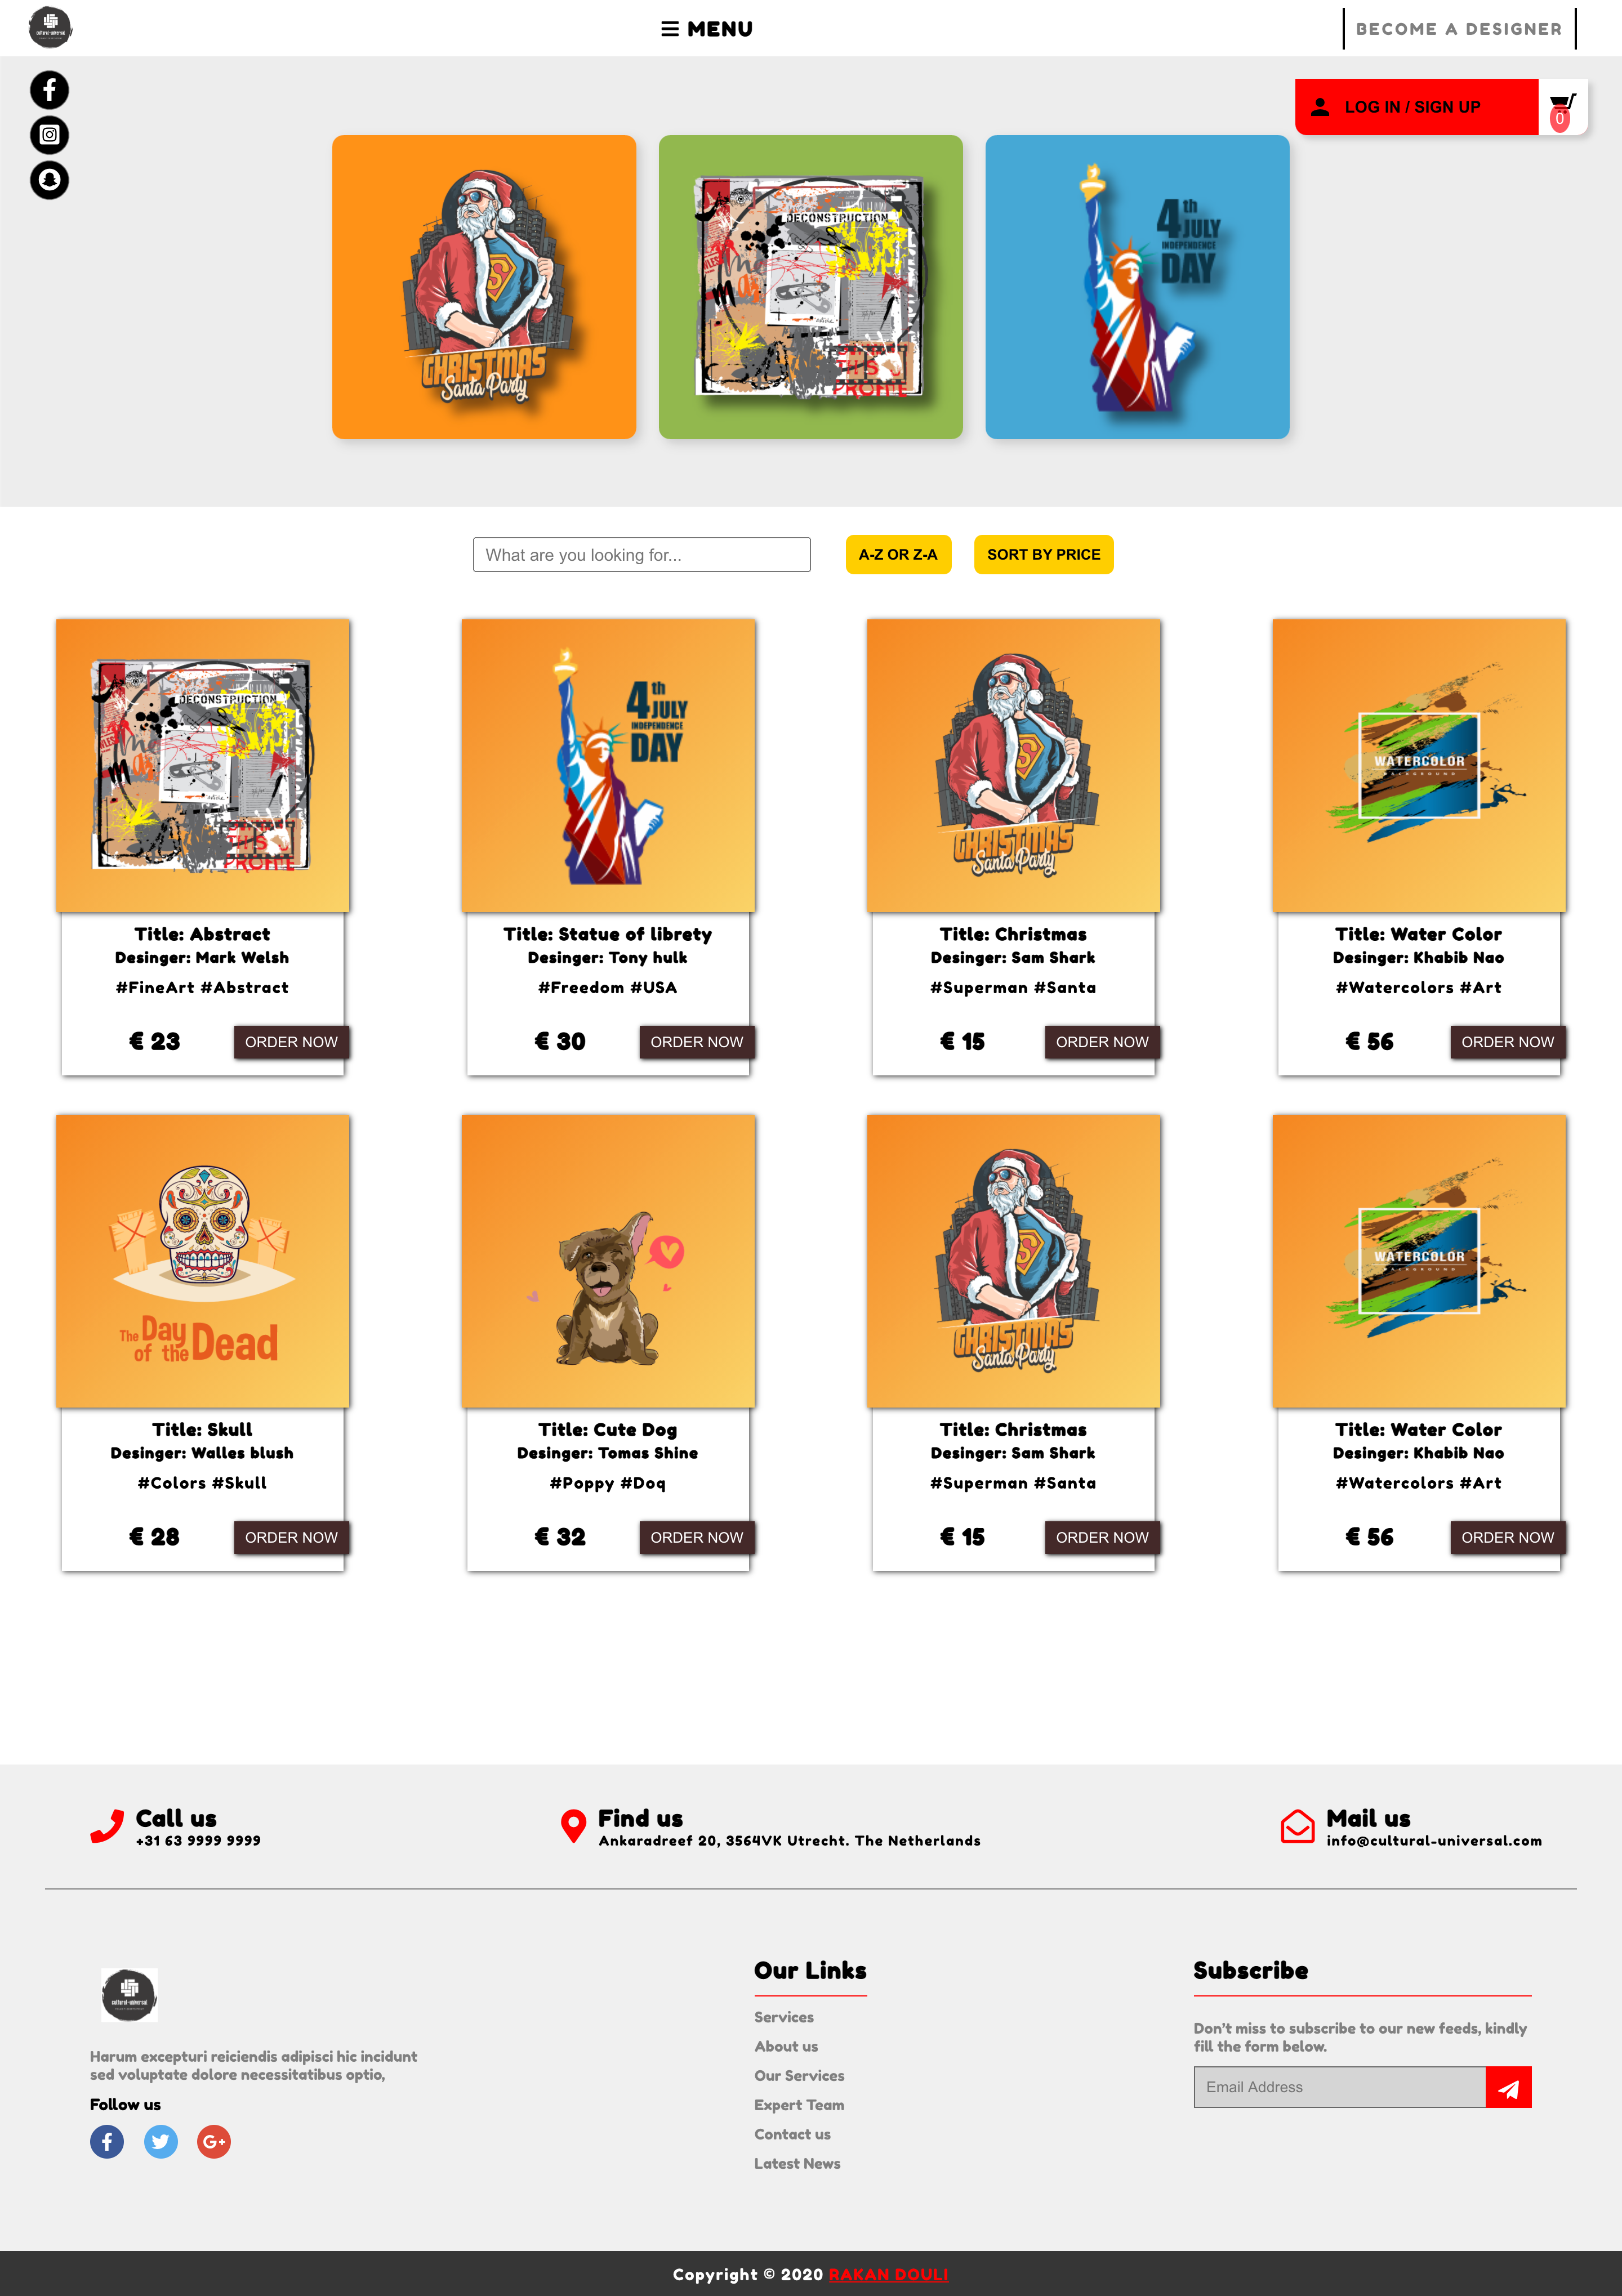 cultural-universal
MENU
BECOME A DESIGNER
LOG IN / SIGN UP
0
CHRISTMAS
Santa Party
DECONSTRUCTION
THIS
PROFILE
4th
JULY
INDEPENDENCE
DAY
What are you looking for...
A-Z OR Z-A
SORT BY PRICE
DECONSTRUCTION
THIS
PROFILE
4th
JULY
INDEPENDENCE
DAY
CHRISTMAS
Santa Party
WATERCOLOR
BACKGROUND
Title: Abstract
Desinger: Mark Welsh
#FineArt #Abstract
€ 23
ORDER NOW
Title: Statue of librety
Desinger: Tony hulk
#Freedom #USA
€ 30
ORDER NOW
Title: Christmas
Desinger: Sam Shark
#Superman #Santa
€ 15
ORDER NOW
Title: Water Color
Desinger: Khabib Nao
#Watercolors #Art
€ 56
ORDER NOW
The Day
of the Dead
CHRISTMAS
Santa Party
WATERCOLOR
BACKGROUND
Title: Skull
Desinger: Walles blush
#Colors #Skull
€ 28
ORDER NOW
Title: Cute Dog
Desinger: Tomas Shine
#Poppy #Doq
€ 32
ORDER NOW
Title: Christmas
Desinger: Sam Shark
#Superman #Santa
€ 15
ORDER NOW
Title: Water Color
Desinger: Khabib Nao
#Watercolors #Art
€ 56
ORDER NOW
Call us
+31 63 9999 9999
Find us
Ankaradreef 20, 3564VK Utrecht. The Netherlands
Mail us
info@cultural-universal.com
cultural-universal
Harum excepturi reiciendis adipisci hic incidunt
sed voluptate dolore necessitatibus optio,
Follow us
Our Links
Services
About us
Our Services
Expert Team
Contact us
Latest News
Subscribe
Don't miss to subscribe to our new feeds, kindly
fill the form below.
Email Address
Copyright © 2020 RAKAN DOULI